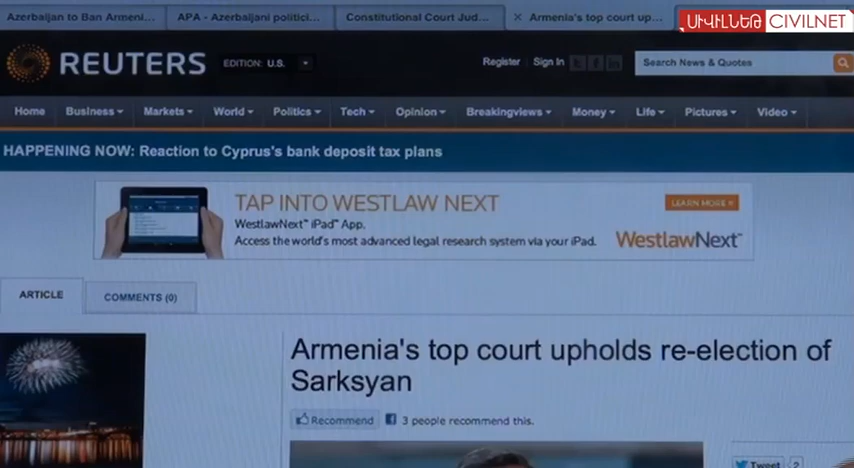 Azerbaijan to Ban Armeni...
APA - Azerbaijani politici...
Constitutional Court Jud...
Armenia's top court up...
ՍԻՎԻԼՆԵԹ CIVILNET
REUTERS
EDITION: U.S.
Register
Sign In
Search News & Quotes
Home
Business
Markets
World
Politics
Tech
Opinion
Breakingviews
Money
Life
Pictures
Video
HAPPENING NOW: Reaction to Cyprus's bank deposit tax plans
TAP INTO WESTLAW NEXT
LEARN MORE
WestlawNext™ iPad™ App.
Access the world's most advanced legal research system via your iPad.
WestlawNext™
ARTICLE
COMMENTS (0)
Armenia's top court upholds re-election of
Sarksyan
Recommend
3 people recommend this.
Tweet
2